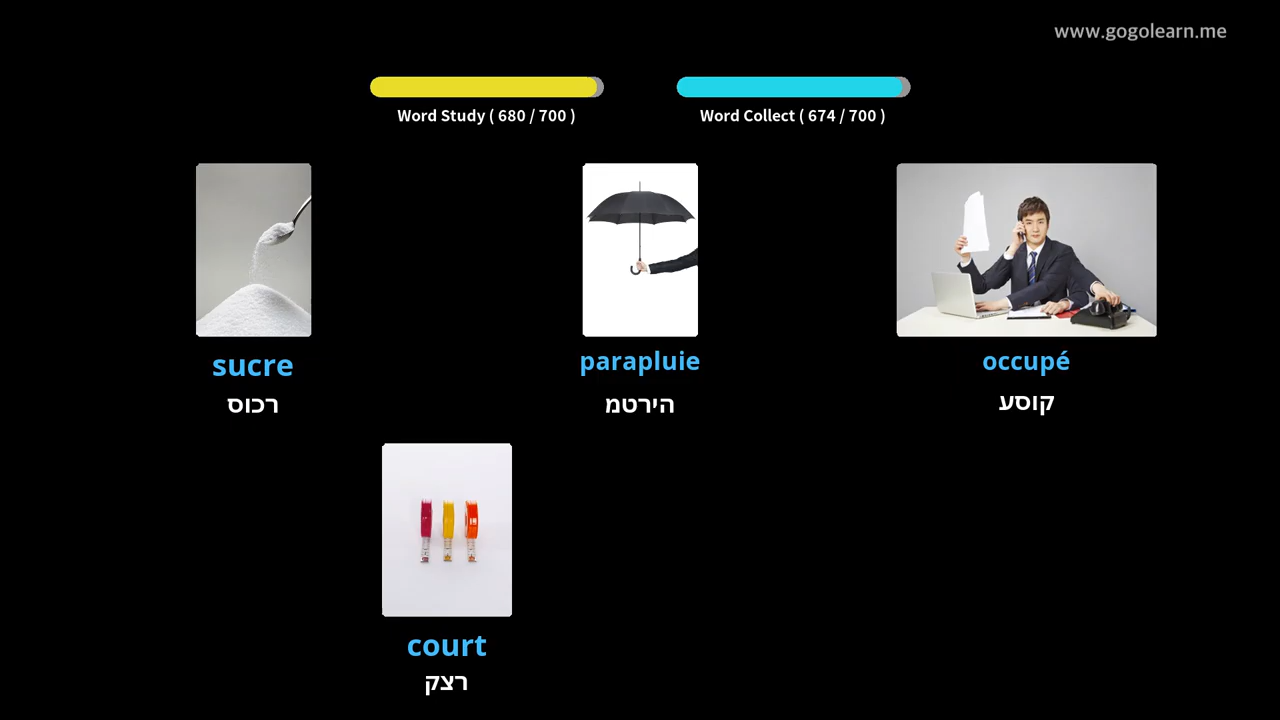 www.gogolearn.me
Word Study ( 680 / 700 )
Word Collect ( 674 / 700 )
sucre
רכוס
parapluie
הירטמ
occupé
קוסע
court
רצק